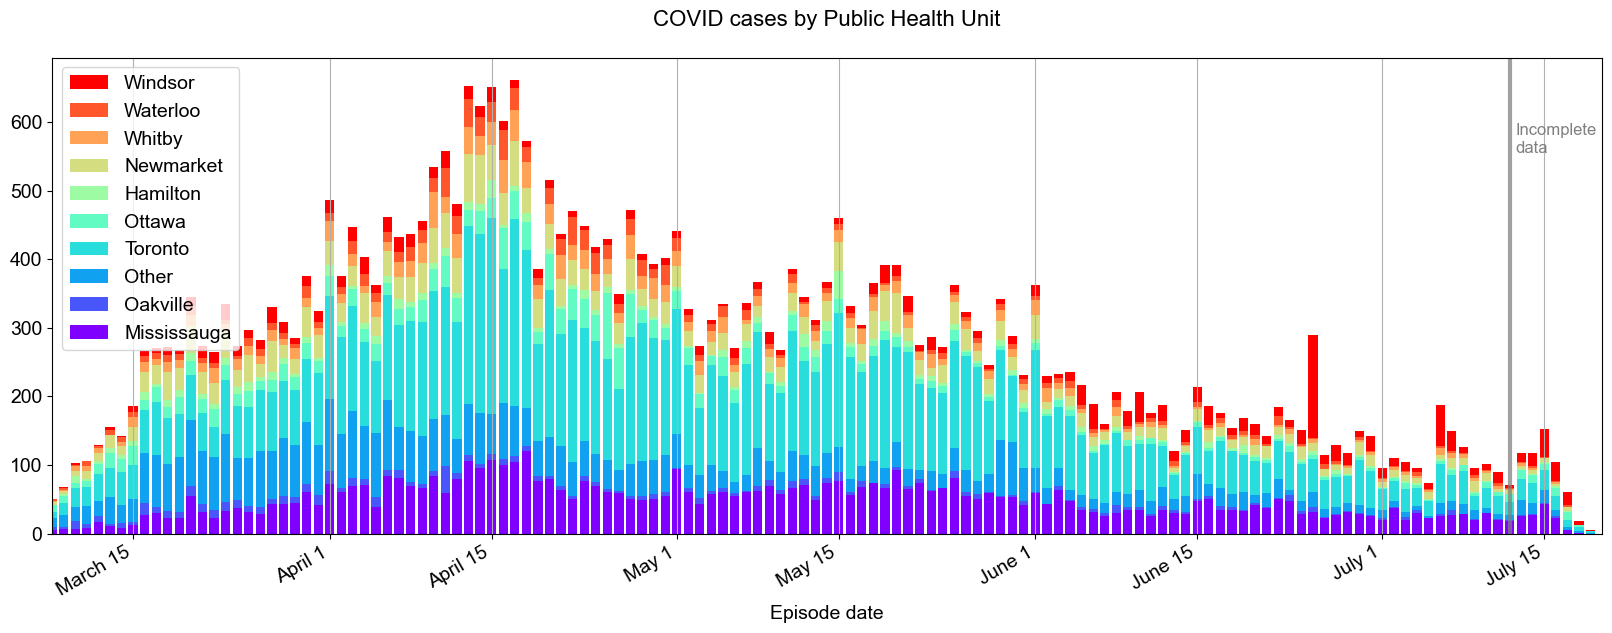 COVID cases by Public Health Unit
Windsor
Waterloo
Whitby
Newmarket
Hamilton
Ottawa
Toronto
Other
Oakville
Mississauga
Incomplete
data
600
500
400
300
200
100
0
March 15
April 1
April 15
May 1
May 15
June 1
June 15
July 1
July 15
Episode date